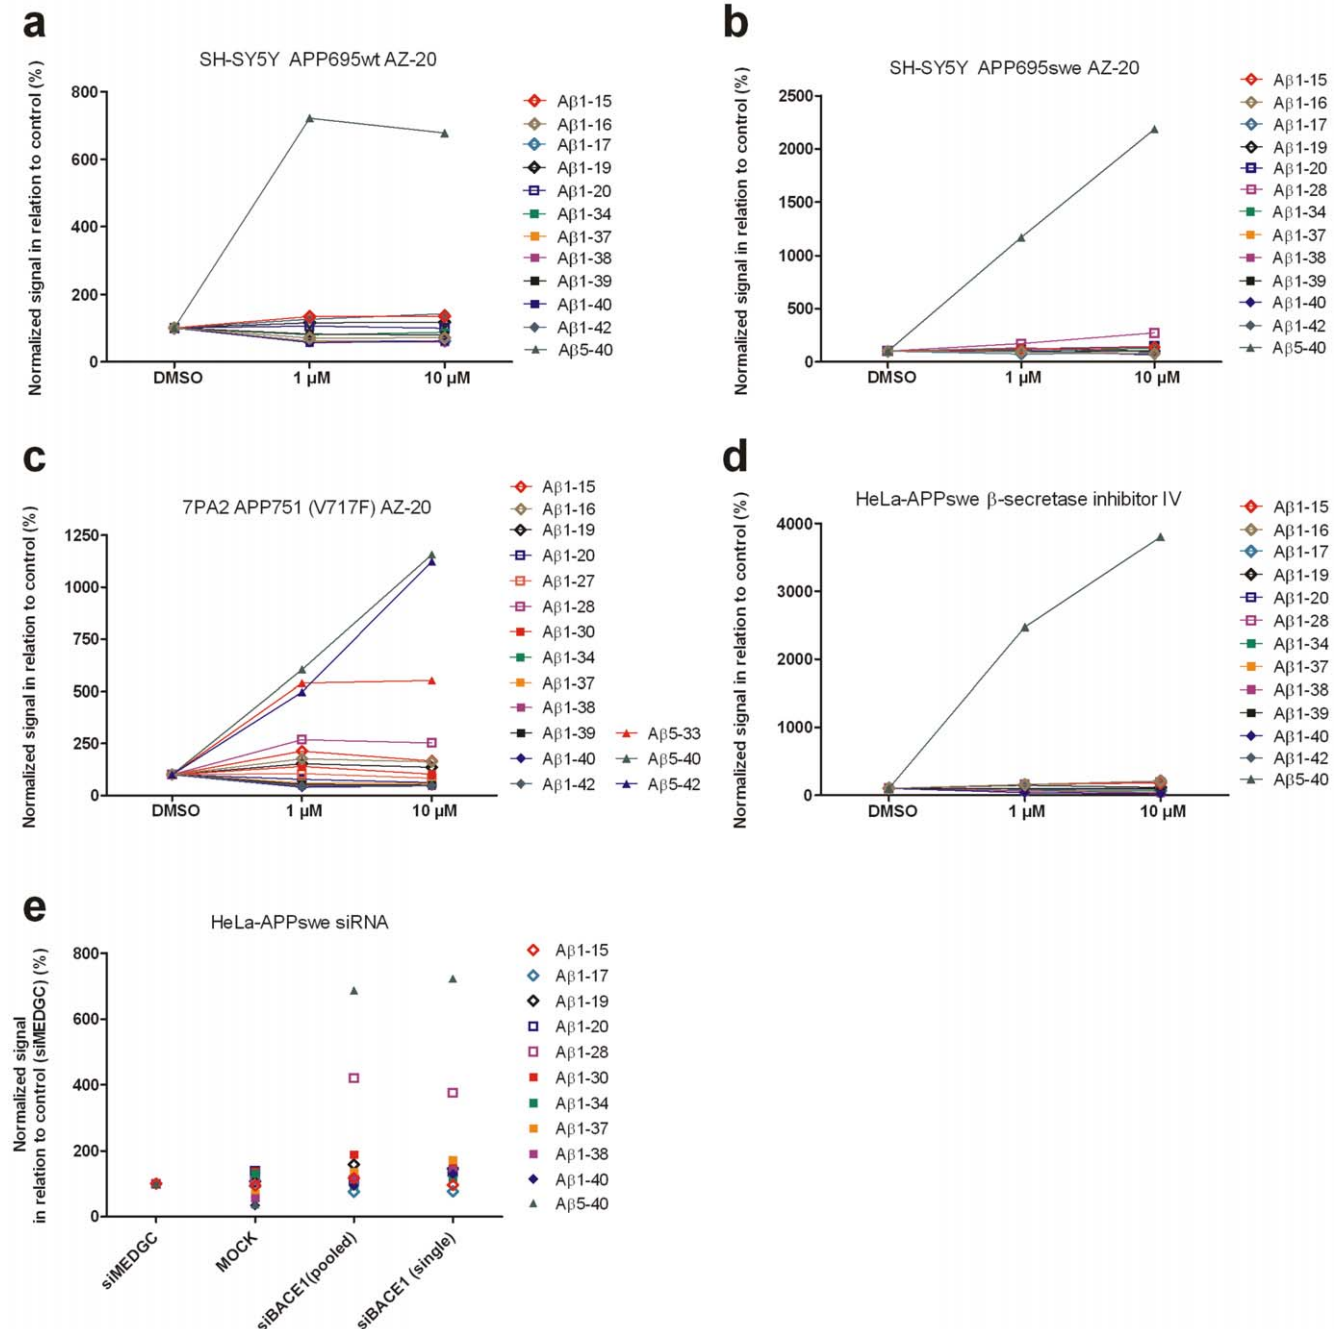 a
SH-SY5Y APP695wt AZ-20
Normalized signal in relation to control (%)
800
600
400
200
0
DMSO
1 µM
10 µM
Aβ1-15
Aβ1-16
Aβ1-17
Aβ1-19
Aβ1-20
Aβ1-34
Aβ1-37
Aβ1-38
Aβ1-39
Aβ1-40
Aβ1-42
Aβ5-40
b
SH-SY5Y APP695swe AZ-20
Normalized signal in relation to control (%)
2500
2000
1500
1000
500
0
DMSO
1 µM
10 µM
Aβ1-15
Aβ1-16
Aβ1-17
Aβ1-19
Aβ1-20
Aβ1-28
Aβ1-34
Aβ1-37
Aβ1-38
Aβ1-39
Aβ1-40
Aβ1-42
Aβ5-40
c
7PA2 APP751 (V717F) AZ-20
Normalized signal in relation to control (%)
1250
1000
750
500
250
0
DMSO
1 µM
10 µM
Aβ1-15
Aβ1-16
Aβ1-19
Aβ1-20
Aβ1-27
Aβ1-28
Aβ1-30
Aβ1-34
Aβ1-37
Aβ1-38
Aβ1-39 Aβ5-33
Aβ1-40 Aβ5-40
Aβ1-42 Aβ5-42
d
HeLa-APPswe β-secretase inhibitor IV
Normalized signal in relation to control (%)
4000
3000
2000
1000
0
DMSO
1 µM
10 µM
Aβ1-15
Aβ1-16
Aβ1-17
Aβ1-19
Aβ1-20
Aβ1-28
Aβ1-34
Aβ1-37
Aβ1-38
Aβ1-39
Aβ1-40
Aβ1-42
Aβ5-40
e
HeLa-APPswe siRNA
Normalized signal
in relation to control (siMEDGC) (%)
800
600
400
200
0
siMEDGC
MOCK
siBACE1(pooled)
siBACE1 (single)
Aβ1-15
Aβ1-17
Aβ1-19
Aβ1-20
Aβ1-28
Aβ1-30
Aβ1-34
Aβ1-37
Aβ1-38
Aβ1-40
Aβ5-40